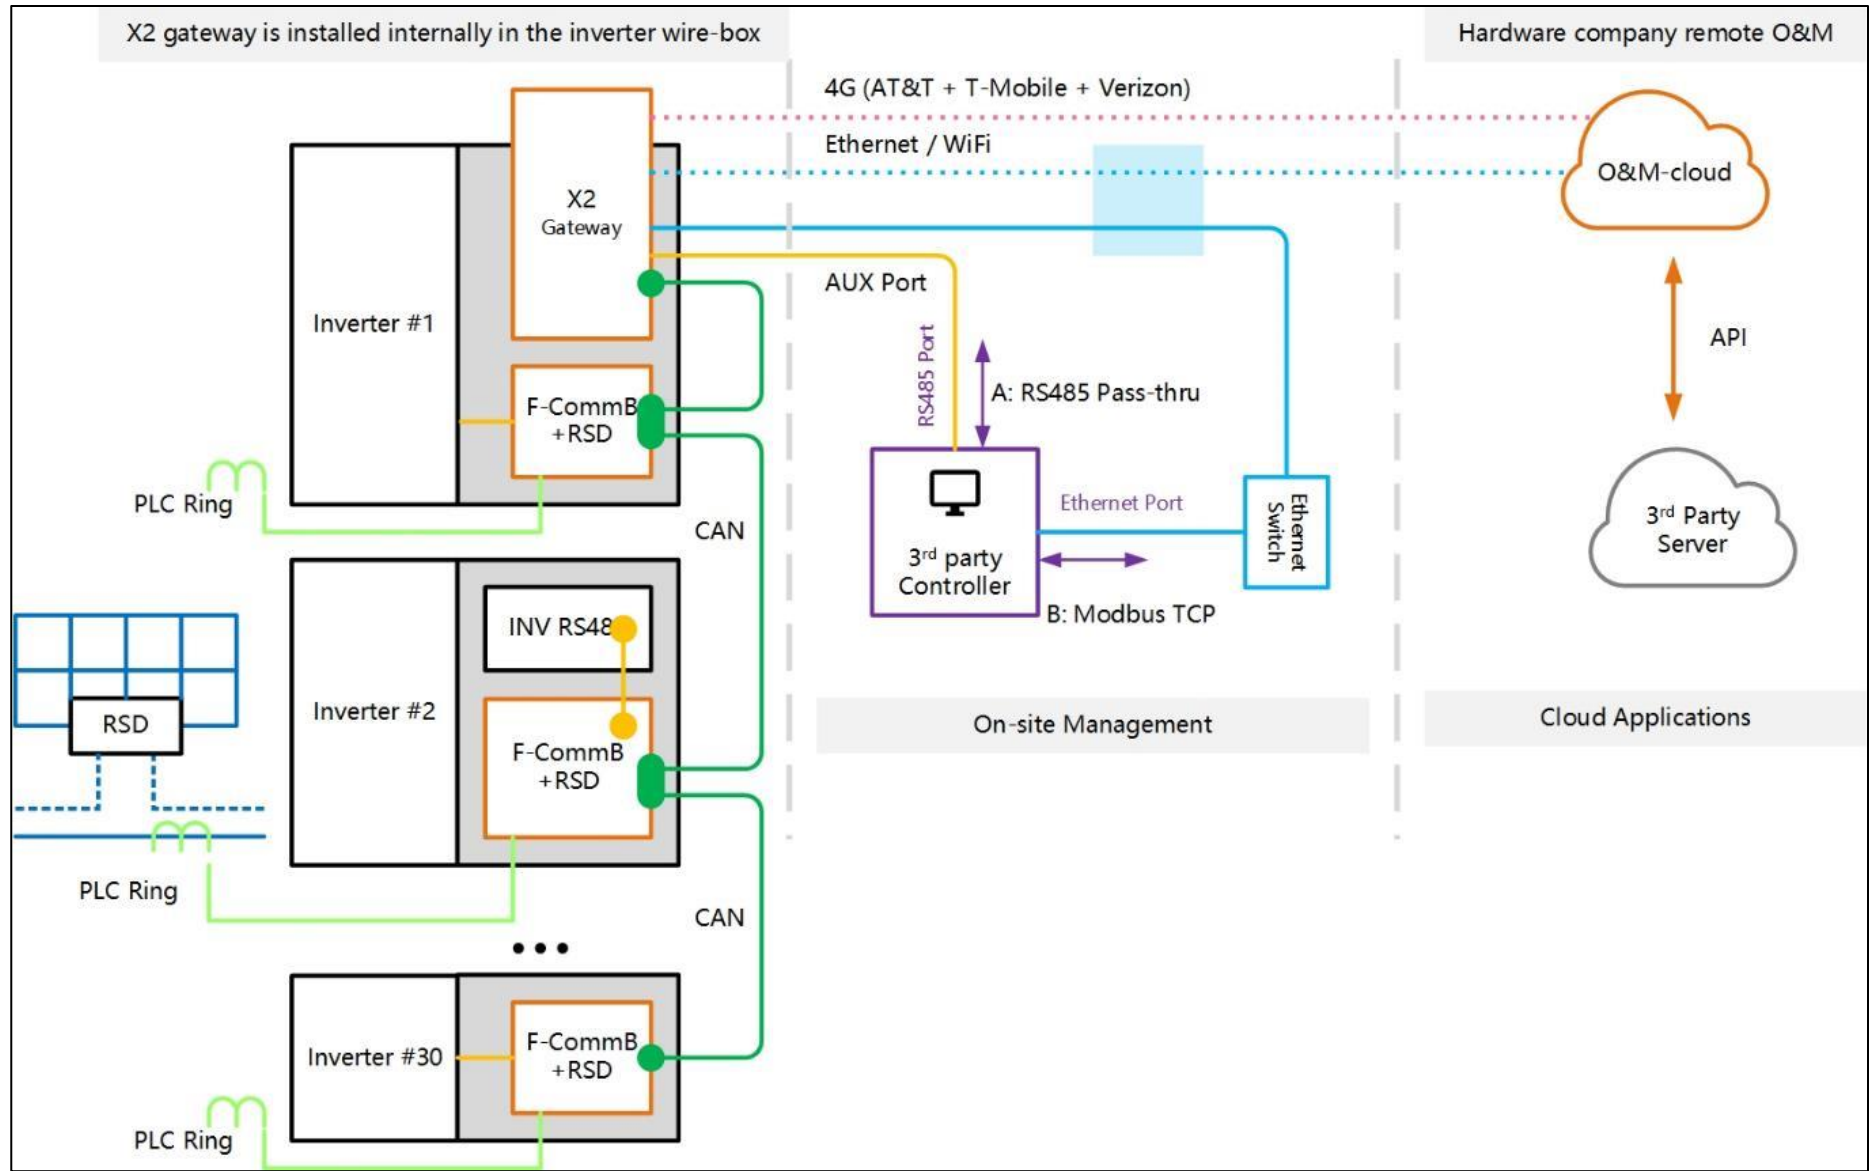 X2 gateway is installed internally in the inverter wire-box
Hardware company remote O&M
4G (AT&T + T-Mobile + Verizon)
Ethernet / WiFi
O&M-cloud
X2
Gateway
AUX Port
Inverter #1
RS485 Port
A: RS485 Pass-thru
API
F-CommB
+RSD
PLC Ring
CAN
Ethernet Port
Ethernet
Switch
3rd Party
Server
3rd party
Controller
B: Modbus TCP
INV RS48
Inverter #2
RSD
F-CommB
+RSD
On-site Management
Cloud Applications
PLC Ring
CAN
•••
Inverter #30
F-CommB
+RSD
PLC Ring